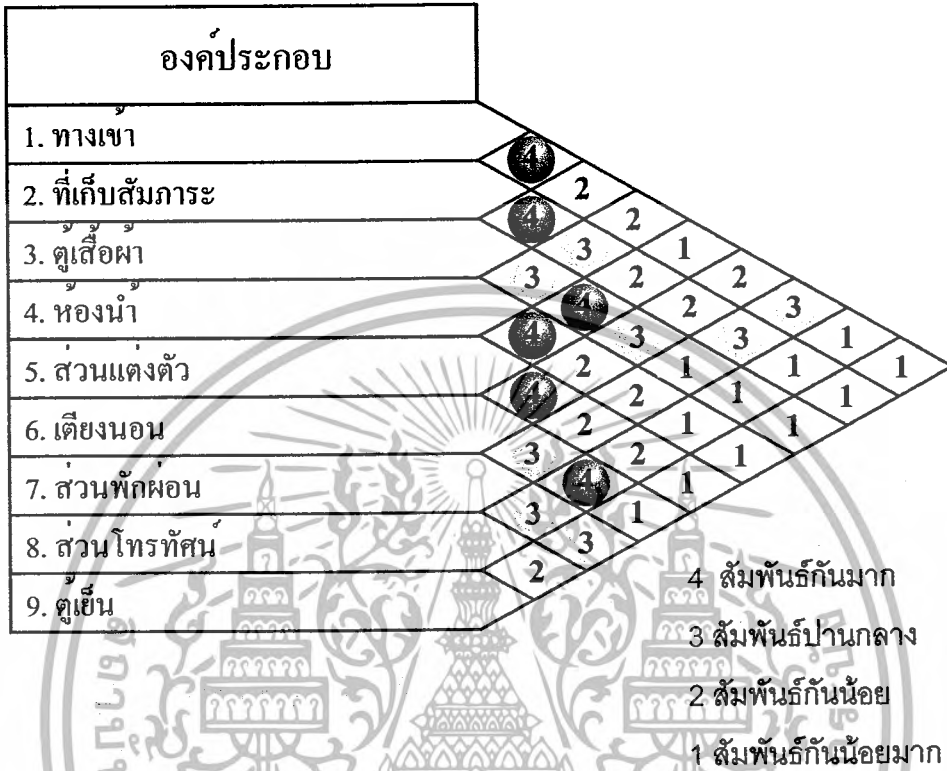 องค์ประกอบ
1. ทางเข้า
4
2. ที่เก็บสัมภาระ
2
4 2
3. ตู้เสื้อผ้า
3 1
3 2 2
4. ห้องน้ำ
4 2 3
4 3 3 1
5. ส่วนแต่งตัว
2 1 1 1
4 2 1 1
6. เตียงนอน
2 1 1
3 2 1
7. ส่วนพักผ่อน
4 1
3 1
8. ส่วนโทรทัศน์
3
2
9. ตู้เย็น
4 สัมพันธ์กันมาก
3 สัมพันธ์ปานกลาง
2 สัมพันธ์กันน้อย
1 สัมพันธ์กันน้อยมาก